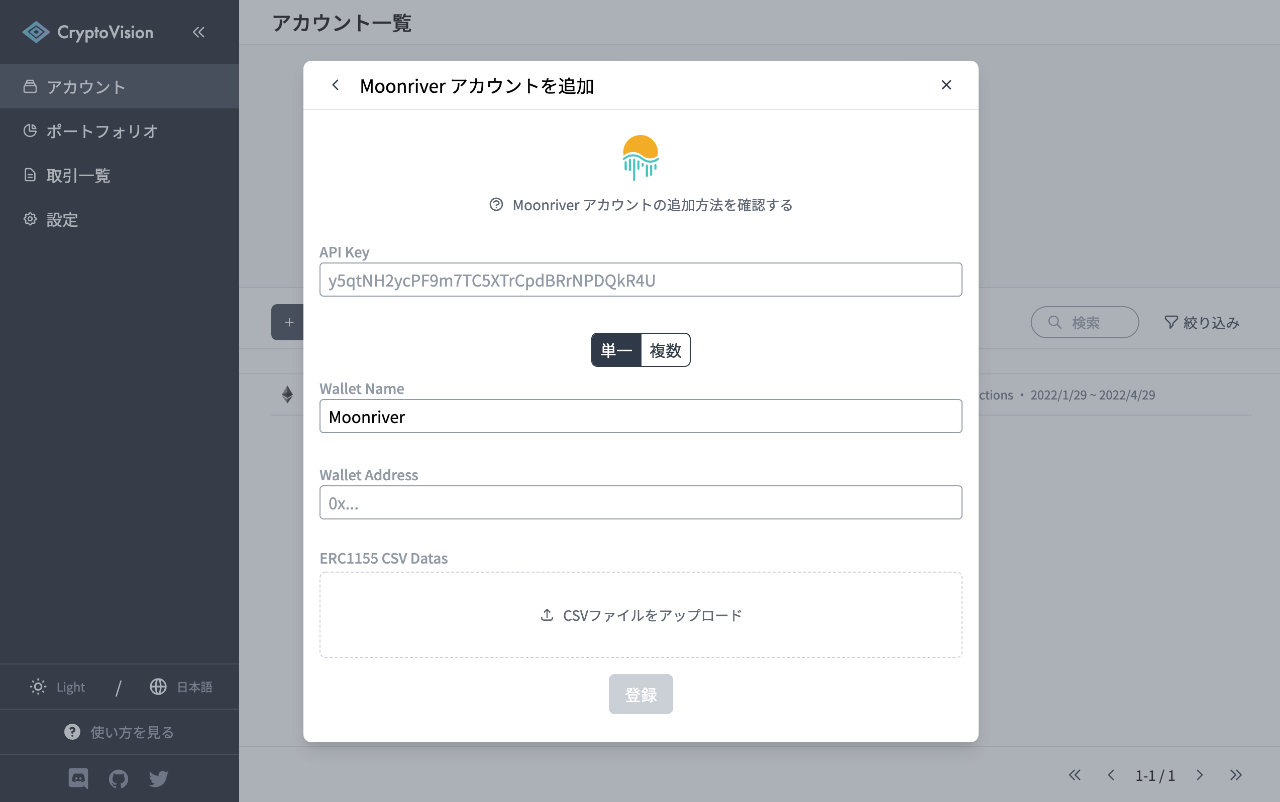 CryptoVision
アカウント
ポートフォリオ
取引一覧
設定
Light / 日本語
使い方を見る
アカウント一覧
Moonriver アカウントを追加
Moonriver アカウントの追加方法を確認する
API Key
y5qtNH2ycPF9m7TC5XTrCpdBRrNPDQkR4U
単一 複数
Wallet Name
Moonriver
Wallet Address
0x...
ERC1155 CSV Datas
CSVファイルをアップロード
登録
検索 絞り込み
ctions ・ 2022/1/29 ~ 2022/4/29
1-1 / 1